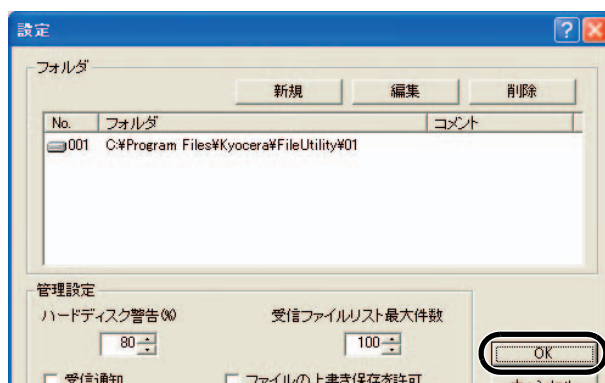 設定
フォルダ
新規 編集 削除
No. フォルダ コメント
001 C:¥Program Files¥Kyocera¥FileUtility¥01
管理設定
ハードディスク警告(%) 受信ファイルリスト最大件数
80 100
OK
受信通知 ファイルの上書き保存を許可